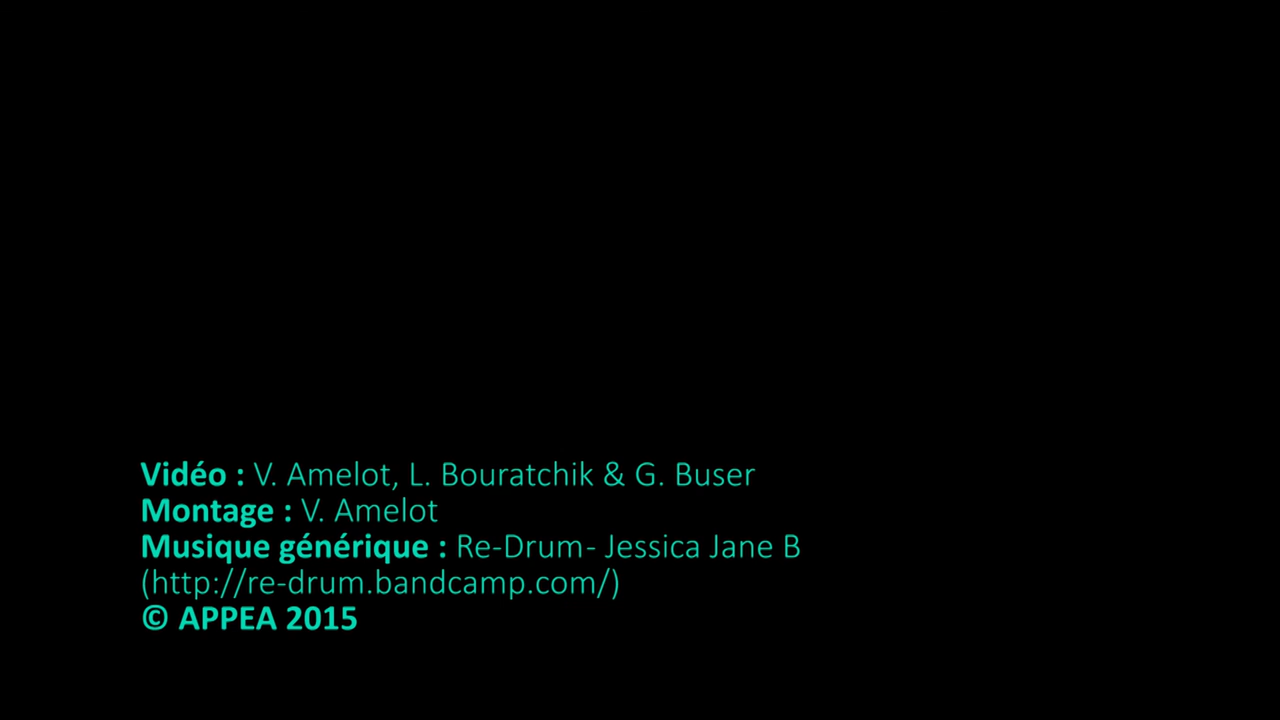 Vidéo : V. Amelot, L. Bouratchik & G. Buser
Montage : V. Amelot
Musique générique : Re-Drum- Jessica Jane B
(http://re-drum.bandcamp.com/)
© APPEA 2015